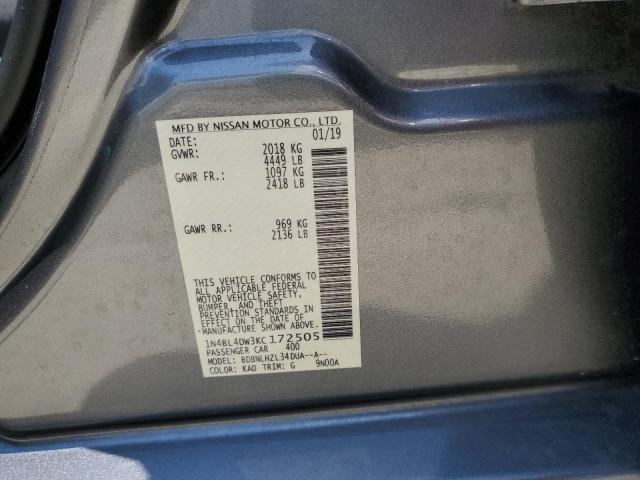 MFD BY NISSAN MOTOR CO., LTD.
DATE: 01/19
GVWR: 2018 KG
4449 LB
GAWR FR.: 1097 KG
2418 LB
GAWR RR.: 969 KG
2136 LB
THIS VEHICLE CONFORMS TO
ALL APPLICABLE FEDERAL
MOTOR VEHICLE SAFETY,
BUMPER, AND THEFT
PREVENTION STANDARDS
IN EFFECT ON THE DATE OF
MANUFACTURE SHOWN ABOVE.
1N4BL4DW3KC172505
PASSENGER CAR 400
MODEL: BDBNLHZL34DUA--A--
COLOR: KAD TRIM: G 9N00A